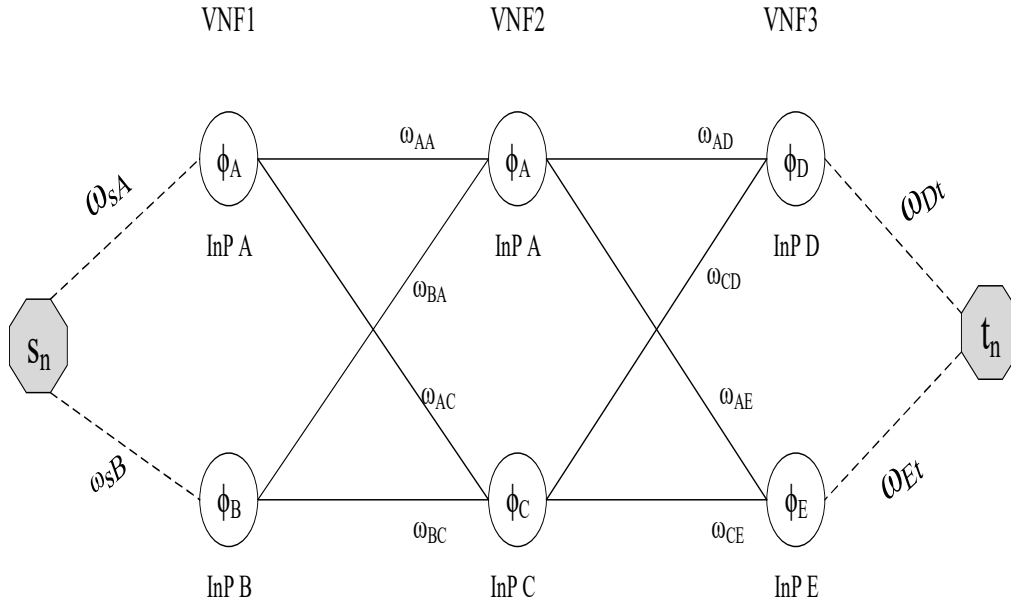 VNF1 VNF2 VNF3
ω_AA ω_AD
ϕ_A ϕ_A ϕ_D
ω_sA ω_Dt
InP A InP A InP D
ω_BA ω_CD
s_n t_n
ω_AC ω_AE
ω_sB ω_Et
ϕ_B ϕ_C ϕ_E
ω_BC ω_CE
InP B InP C InP E